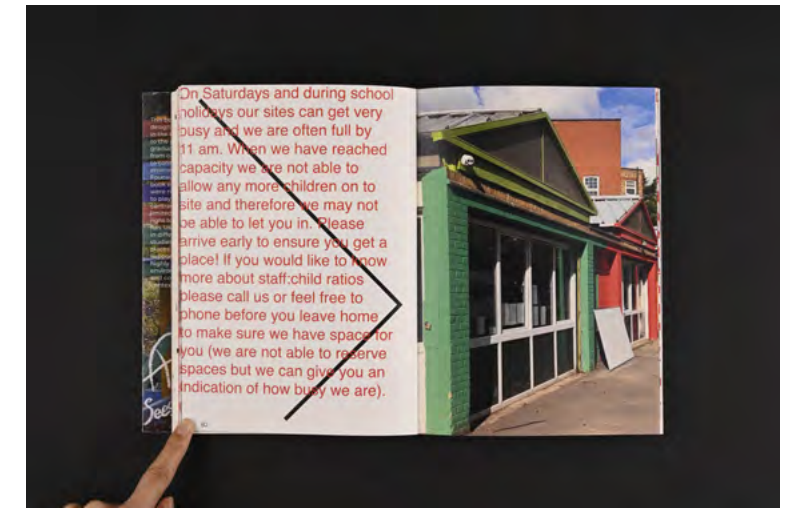 On Saturdays and during school
holidays our sites can get very
busy and we are often full by
11 am. When we have reached
capacity we are not able to
allow any more children on to
site and therefore we may not
be able to let you in. Please
arrive early to ensure you get a
place! If you would like to know
more about staff:child ratios
please call us or feel free to
phone before you leave home
to make sure we have space for
you (we are not able to reserve
spaces but we can give you an
indication of how busy we are).